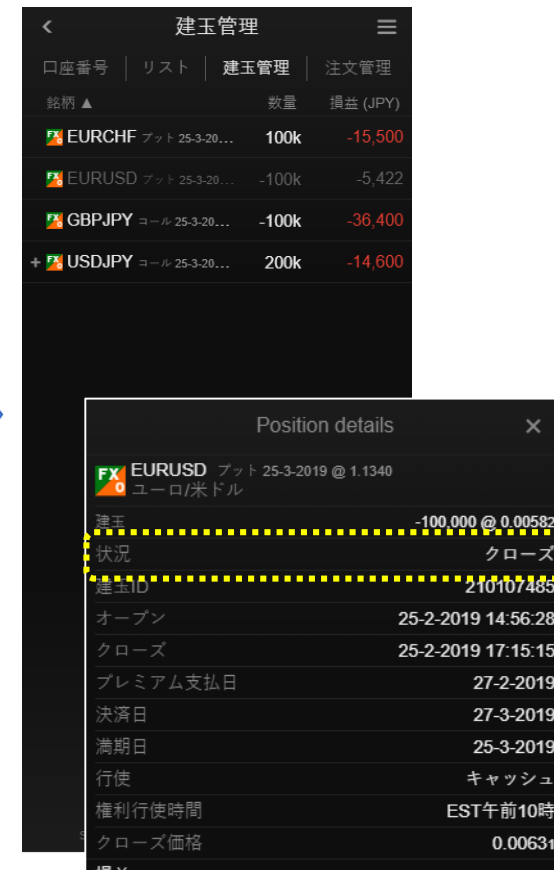 建玉管理
口座番号 リスト 建玉管理 注文管理
銘柄 ▲ 数量 損益 (JPY)
FX O EURCHF プット 25-3-20... 100k -15,500
FX O EURUSD プット 25-3-20... -100k -5,422
FX O GBPJPY コール 25-3-20... -100k -36,400
+ FX O USDJPY コール 25-3-20... 200k -14,600
Position details ×
FX O EURUSD プット 25-3-2019 @ 1.1340
ユーロ/米ドル
建玉 -100,000 @ 0.00582
状況 クローズ
建玉ID 210107485
オープン 25-2-2019 14:56:28
クローズ 25-2-2019 17:15:15
プレミアム支払日 27-2-2019
決済日 27-3-2019
満期日 25-3-2019
行使 キャッシュ
権利行使時間 EST午前10時
クローズ価格 0.00631